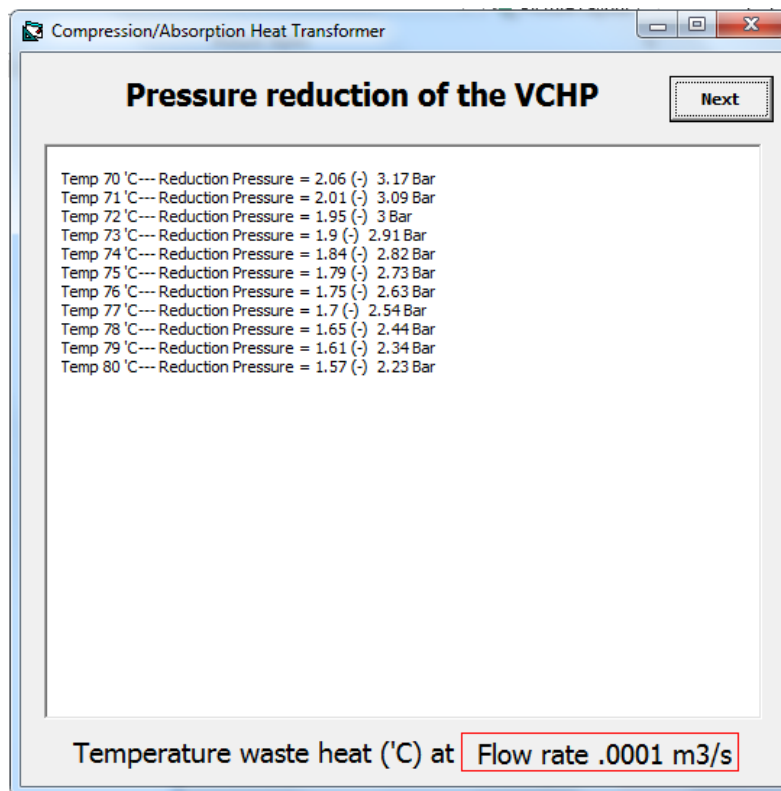 Compression/Absorption Heat Transformer
Pressure reduction of the VCHP
Next
Temp 70 'C--- Reduction Pressure = 2.06 (-) 3.17 Bar
Temp 71 'C--- Reduction Pressure = 2.01 (-) 3.09 Bar
Temp 72 'C--- Reduction Pressure = 1.95 (-) 3 Bar
Temp 73 'C--- Reduction Pressure = 1.9 (-) 2.91 Bar
Temp 74 'C--- Reduction Pressure = 1.84 (-) 2.82 Bar
Temp 75 'C--- Reduction Pressure = 1.79 (-) 2.73 Bar
Temp 76 'C--- Reduction Pressure = 1.75 (-) 2.63 Bar
Temp 77 'C--- Reduction Pressure = 1.7 (-) 2.54 Bar
Temp 78 'C--- Reduction Pressure = 1.65 (-) 2.44 Bar
Temp 79 'C--- Reduction Pressure = 1.61 (-) 2.34 Bar
Temp 80 'C--- Reduction Pressure = 1.57 (-) 2.23 Bar
Temperature waste heat ('C) at Flow rate .0001 m3/s